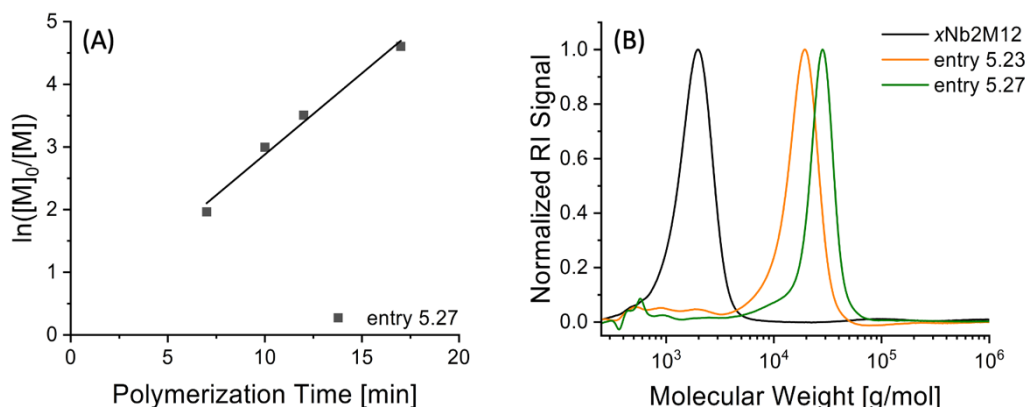 (A)
ln([M]₀/[M])
5
4
3
2
1
0
0 5 10 15 20
entry 5.27
Polymerization Time [min]
(B)
xNb2M12
entry 5.23
entry 5.27
Normalized RI Signal
1.0
0.8
0.6
0.4
0.2
0.0
10³ 10⁴ 10⁵ 10⁶
Molecular Weight [g/mol]